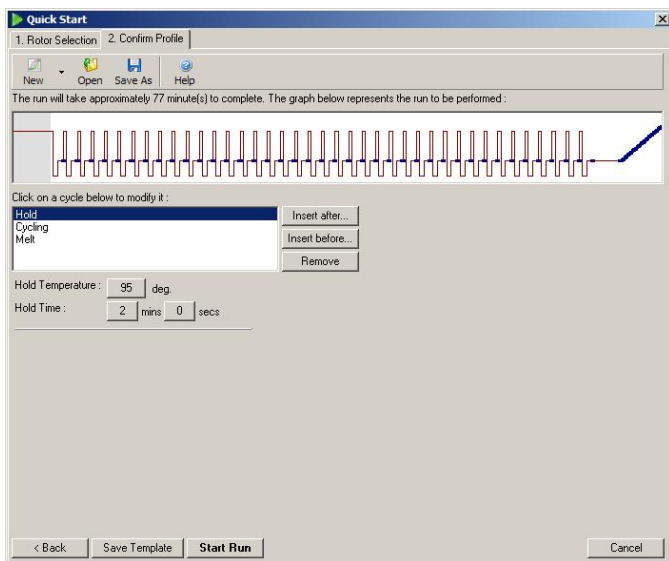 Quick Start
1. Rotor Selection 2. Confirm Profile
New Open Save As Help
The run will take approximately 77 minute(s) to complete. The graph below represents the run to be performed :
Click on a cycle below to modify it :
Hold
Cycling
Melt
Insert after...
Insert before...
Remove
Hold Temperature : 95 deg.
Hold Time : 2 mins 0 secs
< Back Save Template Start Run Cancel